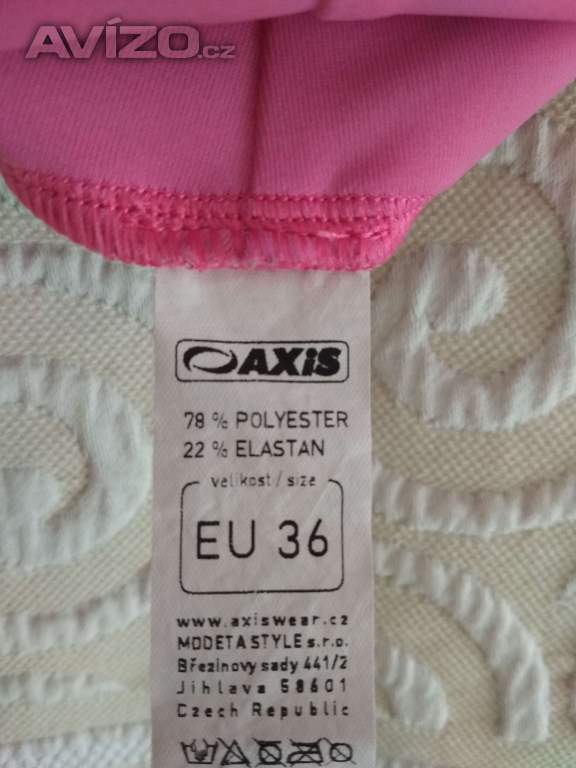 AVÍZO.cz
AXiS
78 % POLYESTER
22 % ELASTAN
velikost / size
EU 36
www.axiswear.cz
MODETA STYLE s.r.o.
Březinovy sady 441/2
Jihlava 58601
Czech Republic